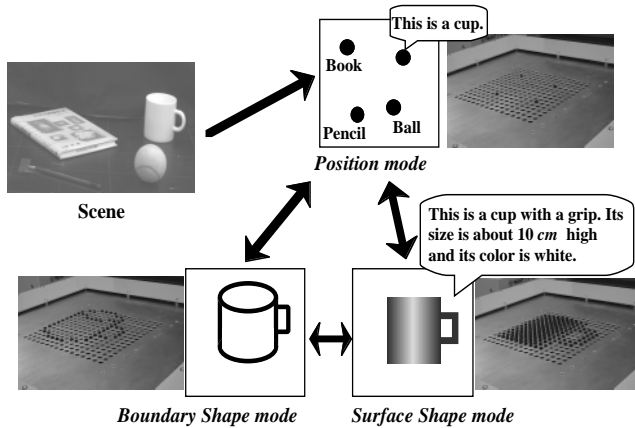 This is a cup.
Book
Pencil
Ball
Position mode
Scene
This is a cup with a grip. Its
size is about 10 cm high
and its color is white.
Boundary Shape mode
Surface Shape mode